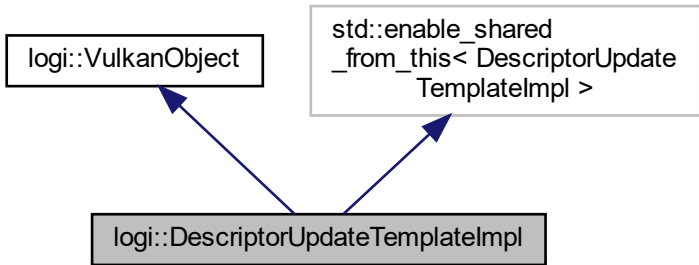 std::enable_shared
logi::VulkanObject
_from_this< DescriptorUpdate
TemplateImpl >
logi::DescriptorUpdateTemplateImpl